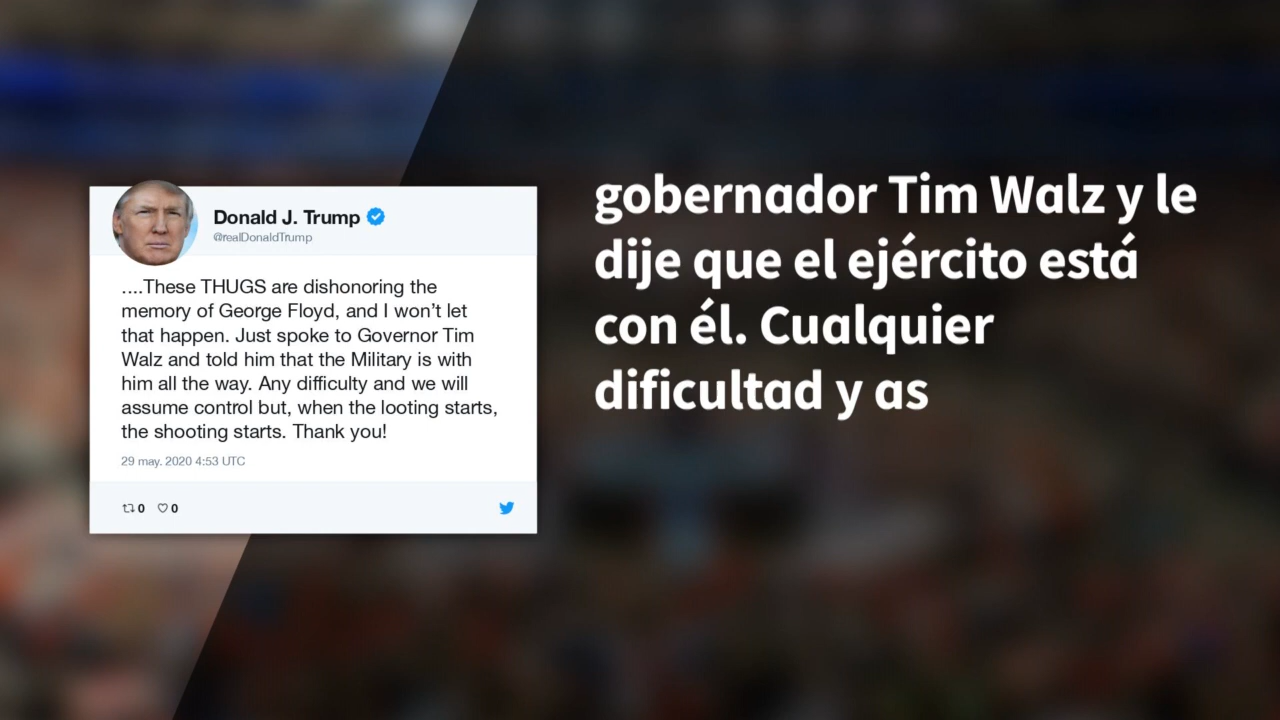 Donald J. Trump
@realDonaldTrump
....These THUGS are dishonoring the
memory of George Floyd, and I won’t let
that happen. Just spoke to Governor Tim
Walz and told him that the Military is with
him all the way. Any difficulty and we will
assume control but, when the looting starts,
the shooting starts. Thank you!
29 may. 2020 4:53 UTC
0 0
gobernador Tim Walz y le
dije que el ejército está
con él. Cualquier
dificultad y as